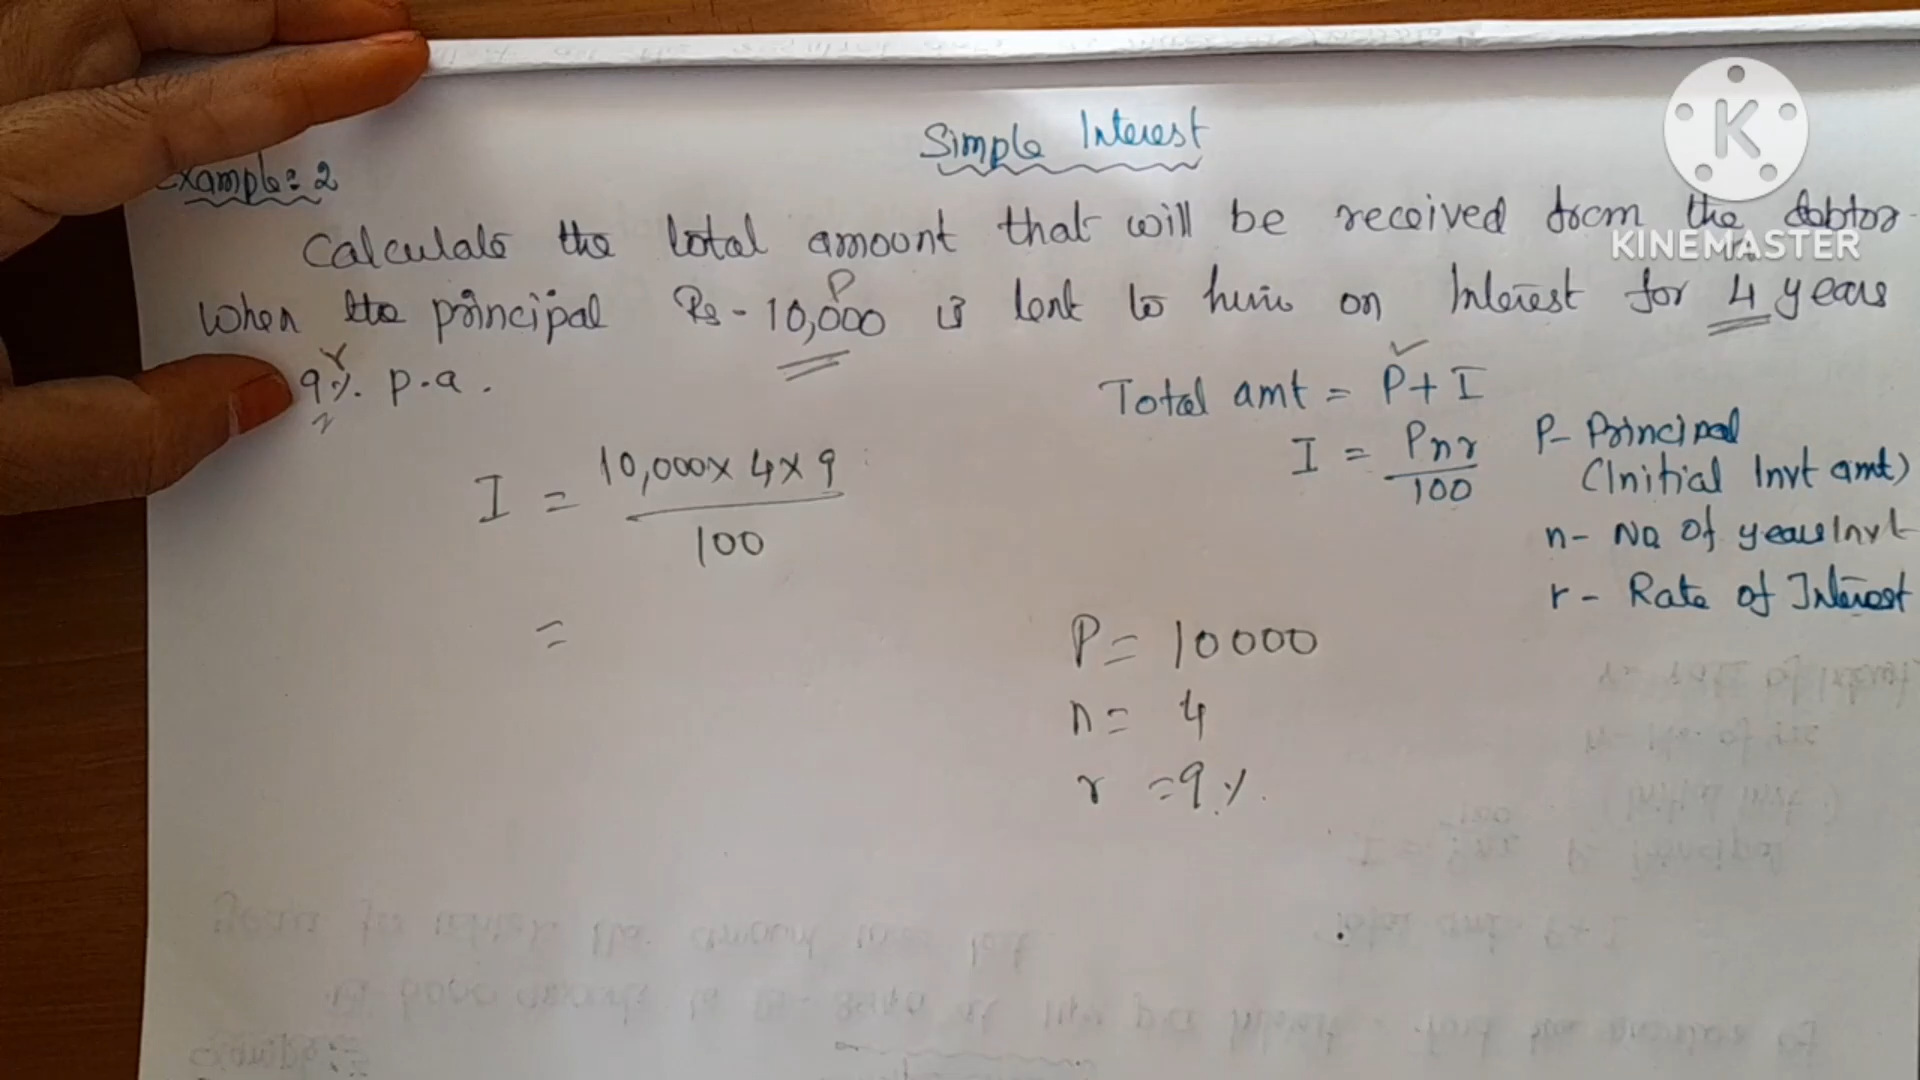 Simple Interest
Example: 2
Calculate the total amount that will be received from the debtor
when the principal Rs - 10,000 is lent to him on Interest for 4 years
P
r
9%. p.a.
Total amt = P + I
I = Pnr
100
P - Principal
(Initial Invt amt)
n - No of years Invt
r - Rate of Interest
I = 10,000 x 4 x 9
100
=
P = 10000
n = 4
r = 9%.
K
KINEMASTER